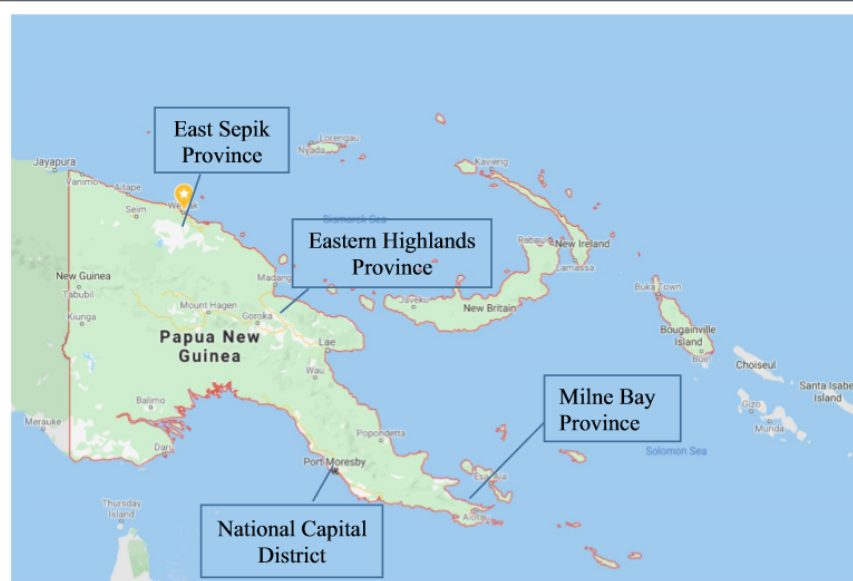 East Sepik
Province
Lorengau
Nyada
Jayapura
Vanimo
Aitape
Kavieng
Seim
Wewak
Bismarck Sea
Eastern Highlands
Province
Rabaul
New Ireland
Lamassa
New Guinea
Tabubil
Madang
Buka Town
Mount Hagen
Javeku
New Britain
Kiunga
Goroka
Papua New
Guinea
Lae
Bougainville
Island
Buin
Wau
Choiseul
Santa Isabel
Island
Balimo
Milne Bay
Province
Gizo
Munda
Merauke
Daru
Popondetta
Port Moresby
Esa'ala
Solomon Sea
Thursday
Island
Alotau
National Capital
District